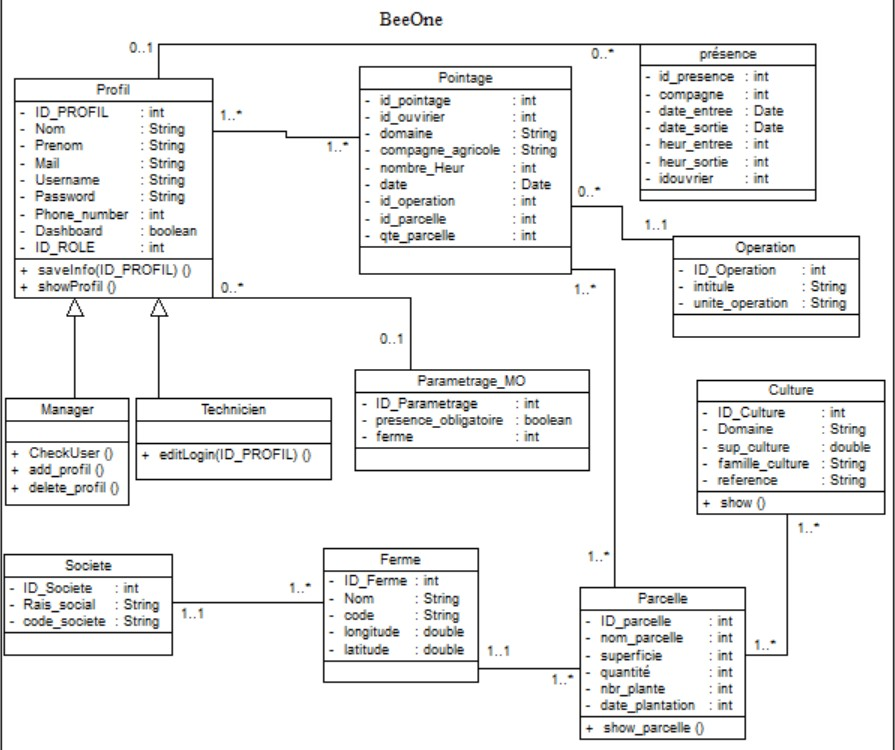 BeeOne
0..1
0..*
présence
- id_presence : int
- compagne : int
- date_entree : Date
- date_sortie : Date
- heur_entree : int
- heur_sortie : int
- idouvrier : int
Profil
- ID_PROFIL : int
- Nom : String
- Prenom : String
- Mail : String
- Username : String
- Password : String
- Phone_number : int
- Dashboard : boolean
- ID_ROLE : int
+ saveInfo(ID_PROFIL) ()
+ showProfil ()
1..*
1..*
Pointage
- id_pointage : int
- id_ouvirier : int
- domaine : String
- compagne_agricole : String
- nombre_Heur : int
- date : Date
- id_operation : int
- id_parcelle : int
- qte_parcelle : int
0..*
1..1
Operation
- ID_Operation : int
- intitule : String
- unite_operation : String
0..*
0..1
1..*
Parametrage_MO
- ID_Parametrage : int
- presence_obligatoire : boolean
- ferme : int
Manager
+ CheckUser ()
+ add_profil ()
+ delete_profil ()
Technicien
+ editLogin(ID_PROFIL) ()
Culture
- ID_Culture : int
- Domaine : String
- sup_culture : double
- famille_culture : String
- reference : String
+ show ()
1..*
1..*
Societe
- ID_Societe : int
- Rais_social : String
- code_societe : String
1..1
1..*
Ferme
- ID_Ferme : int
- Nom : String
- code : String
- longitude : double
- latitude : double
1..1
1..*
Parcelle
- ID_parcelle : int
- nom_parcelle : int
- superficie : int
- quantité : int
- nbr_plante : int
- date_plantation : int
+ show_parcelle ()
1..*